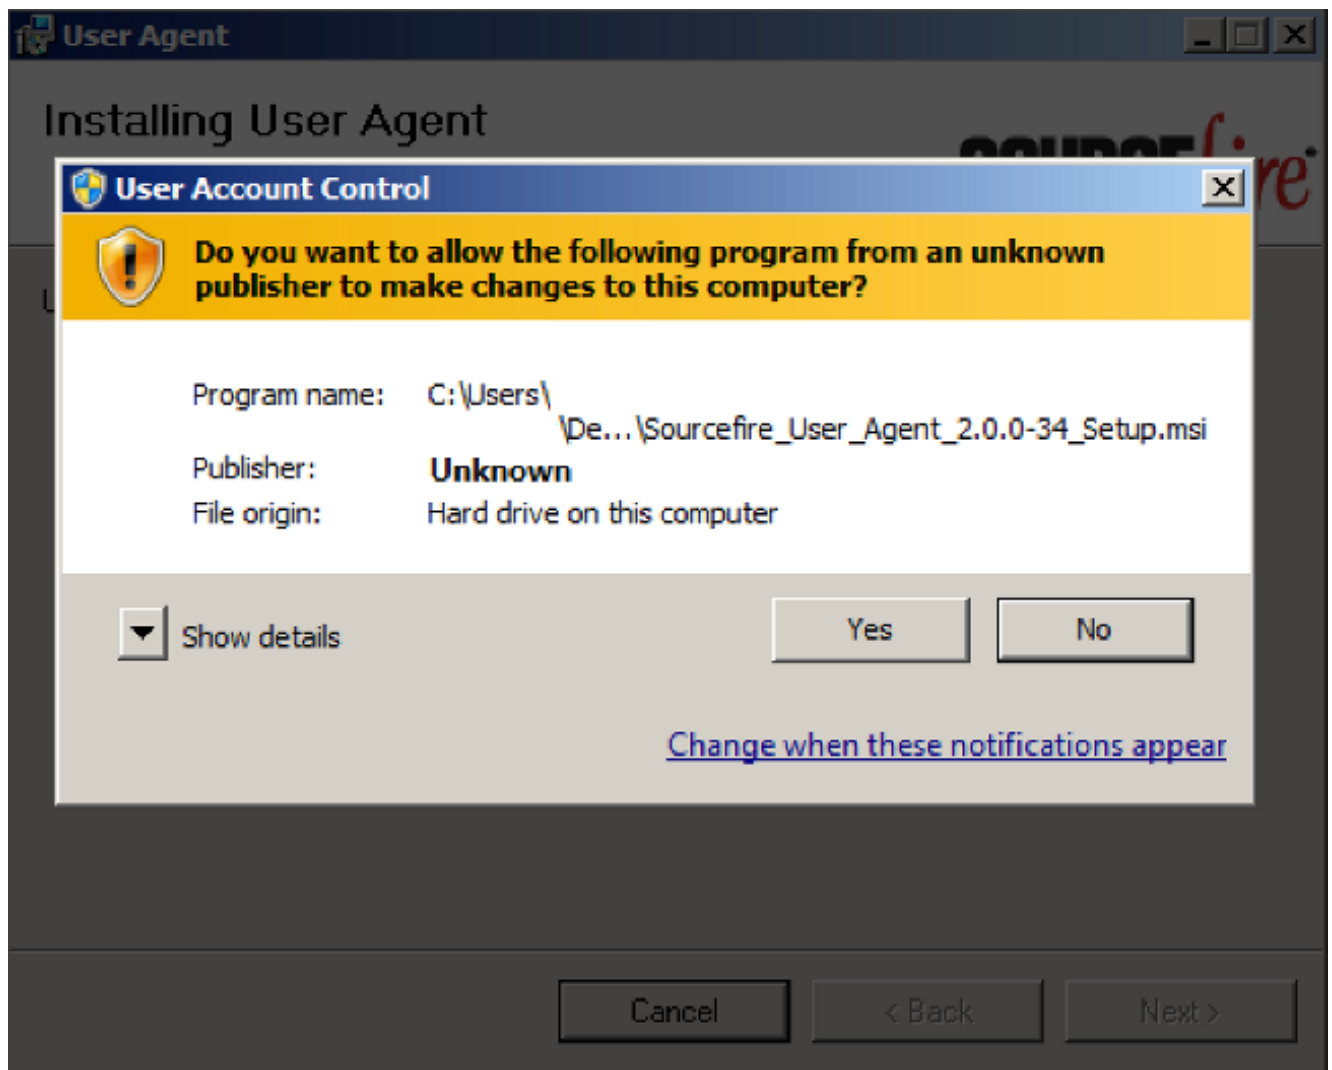 User Agent
Installing User Agent
User Account Control
Do you want to allow the following program from an unknown
publisher to make changes to this computer?
Program name: C:\Users\
\De...\Sourcefire_User_Agent_2.0.0-34_Setup.msi
Publisher: Unknown
File origin: Hard drive on this computer
Show details
Yes No
Change when these notifications appear
Cancel < Back Next >